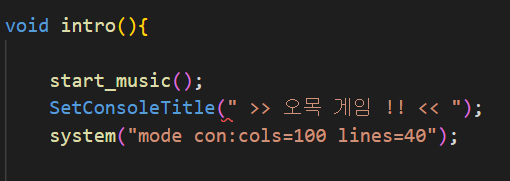 void intro(){
start_music();
SetConsoleTitle(" >> 오목 게임 !! << ");
system("mode con:cols=100 lines=40");